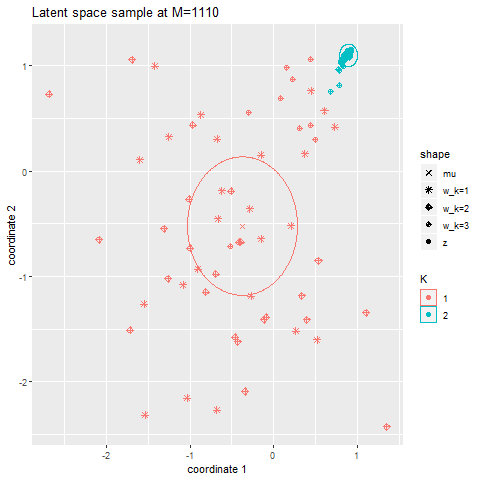 Latent space sample at M=1110
1
0
-1
-2
coordinate 2
-2
-1
0
1
coordinate 1
shape
mu
w_k=1
w_k=2
w_k=3
z
K
1
2